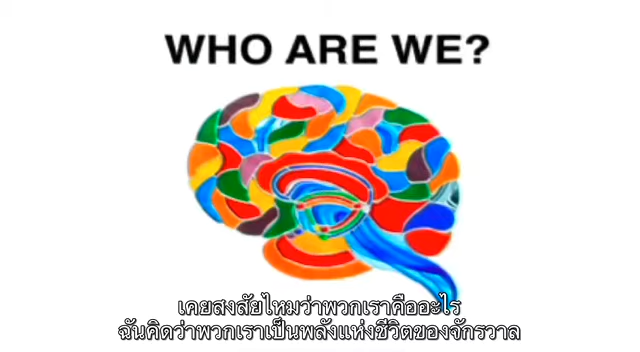 WHO ARE WE?
เคยสงสัยไหมว่าพวกเราคืออะไร
ฉันคิดว่าพวกเราเป็นพลังแห่งชีวิตของจักรวาล